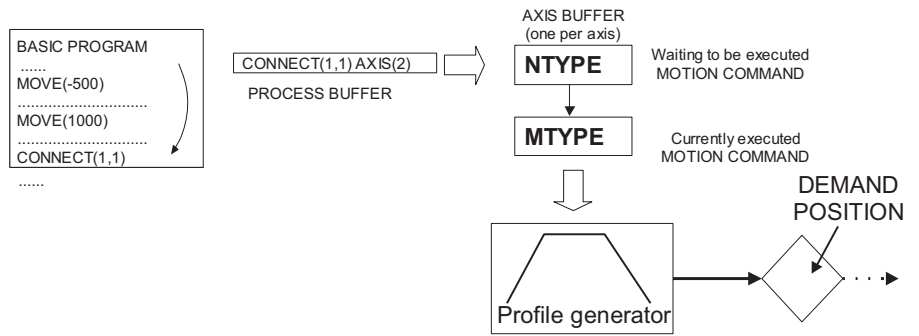 BASIC PROGRAM
......
MOVE(-500)
..............................
MOVE(1000)
..............................
CONNECT(1,1)
......
CONNECT(1,1) AXIS(2)
PROCESS BUFFER
AXIS BUFFER
(one per axis)
NTYPE
Waiting to be executed
MOTION COMMAND
MTYPE
Currently executed
MOTION COMMAND
Profile generator
DEMAND
POSITION